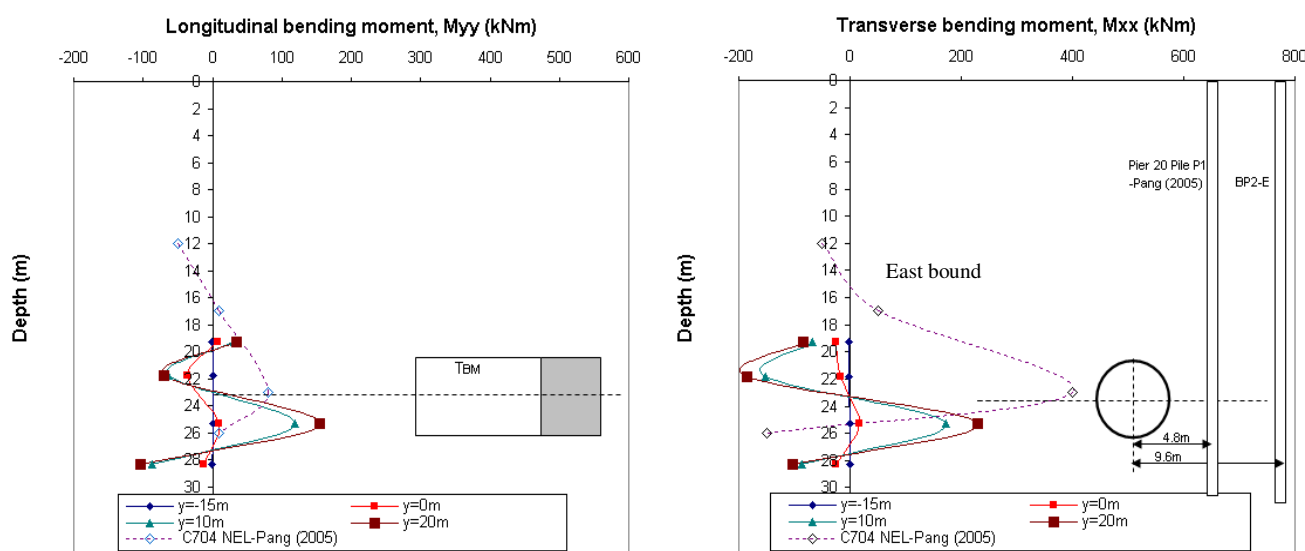 Longitudinal bending moment, Myy (kNm)
-200 -100 0 100 200 300 400 500 600
0
2
4
6
8
10
12
14
16
18
20
22
24
26
28
30
Depth (m)
TBM
y=-15m y=0m
y=10m y=20m
C704 NEL-Pang (2005)
Transverse bending moment, Mxx (kNm)
-200 0 200 400 600 800
0
2
4
6
8
10
12
14
16
18
20
22
24
26
28
30
Depth (m)
Pier 20 Pile P1
-Pang (2005)
BP2-E
East bound
4.8m
9.6m
y=-15m y=0m
y=10m y=20m
C704 NEL-Pang (2005)